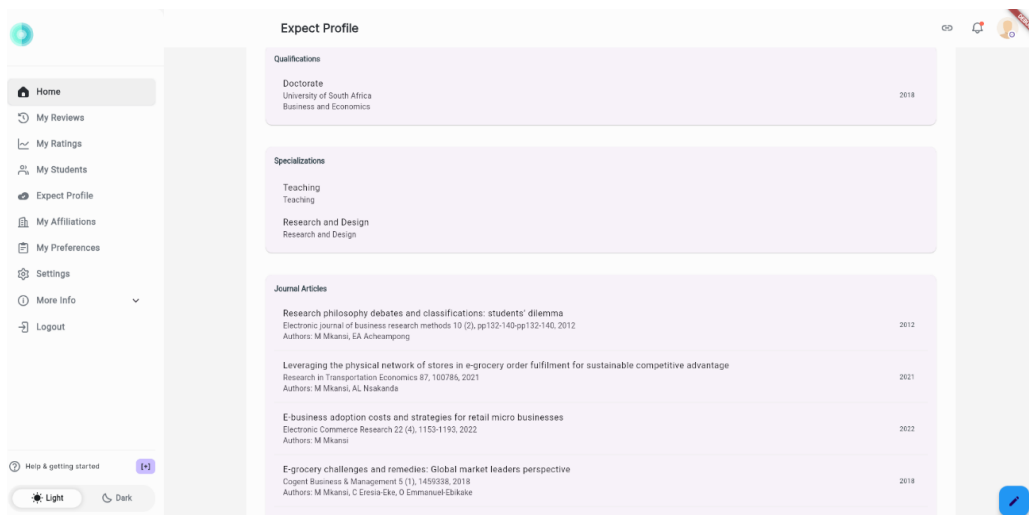 Expect Profile
Home
My Reviews
My Ratings
My Students
Expect Profile
My Affiliations
My Preferences
Settings
More Info
Logout
Help & getting started
[+]
Light
Dark
Qualifications
Doctorate
University of South Africa
Business and Economics
2018
Specializations
Teaching
Teaching
Research and Design
Research and Design
Journal Articles
Research philosophy debates and classifications: students' dilemma
Electronic journal of business research methods 10 (2), pp132-140-pp132-140, 2012
Authors: M Mkansi, EA Acheampong
2012
Leveraging the physical network of stores in e-grocery order fulfilment for sustainable competitive advantage
Research in Transportation Economics 87, 100786, 2021
Authors: M Mkansi, AL Nsakanda
2021
E-business adoption costs and strategies for retail micro businesses
Electronic Commerce Research 22 (4), 1153-1193, 2022
Authors: M Mkansi
2022
E-grocery challenges and remedies: Global market leaders perspective
Cogent Business & Management 5 (1), 1459338, 2018
Authors: M Mkansi, C Eresia-Eke, O Emmanuel-Ebikake
2018